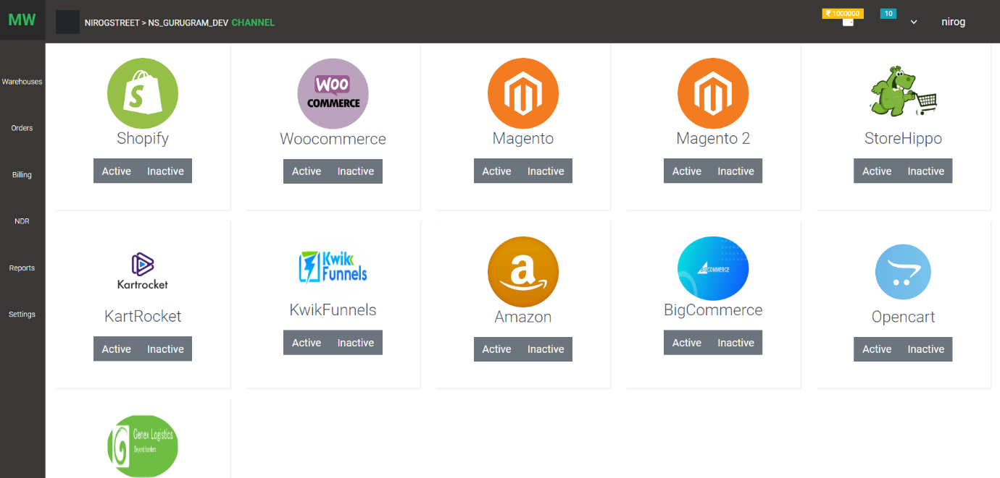 MW
NIROGSTREET > NS_GURUGRAM_DEV CHANNEL
₹ 1000000
10
nirog
Warehouses
Orders
Billing
NDR
Reports
Settings
S
WOO
COMMERCE
Shopify
Woocommerce
Magento
Magento 2
StoreHippo
Active Inactive
Active Inactive
Active Inactive
Active Inactive
Active Inactive
Kartrocket
Kwik
Funnels
a
BIGCOMMERCE
KartRocket
KwikFunnels
Amazon
BigCommerce
Opencart
Active Inactive
Active Inactive
Active Inactive
Active Inactive
Active Inactive
Genex Logistics
Beyond borders